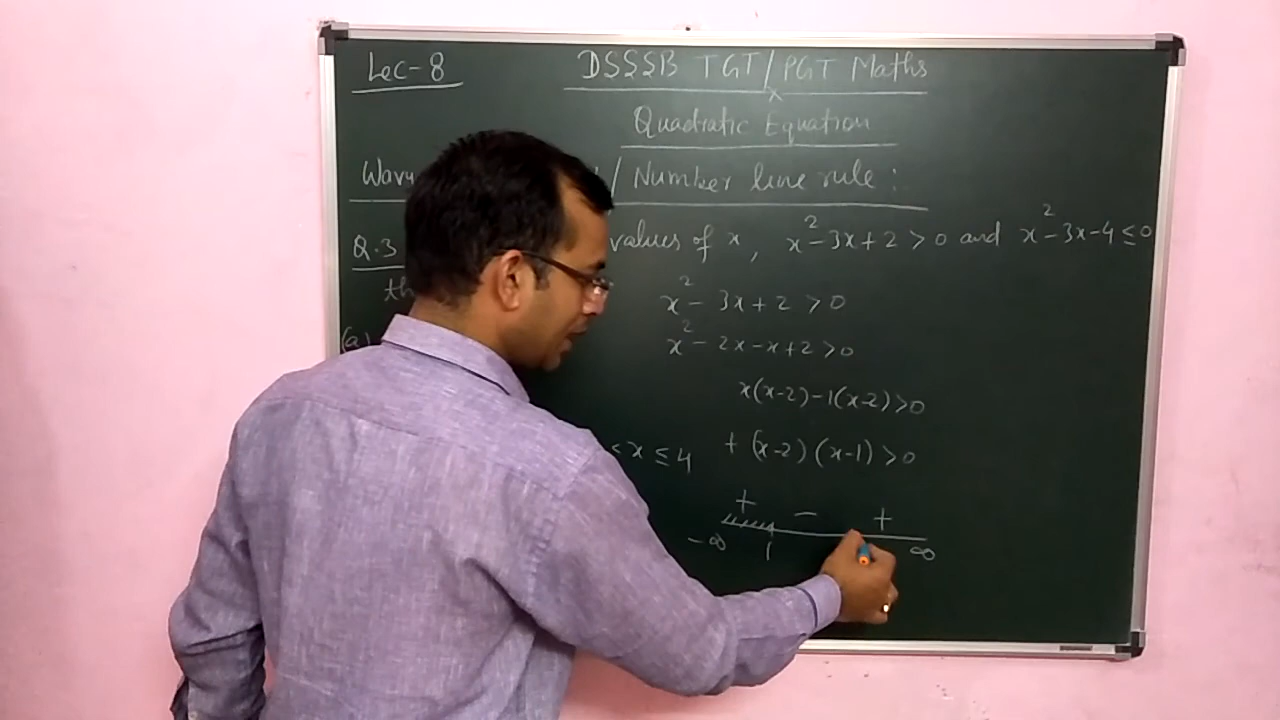 Lec-8
DSSSB TGT/PGT Maths
Quadratic Equation
/ Number line rule :
Q.3 values of x , x² - 3x + 2 > 0 and x² - 3x - 4 ≤ 0
x² - 3x + 2 > 0
x² - 2x - x + 2 > 0
(a)
x(x-2) - 1(x-2) > 0
< x ≤ 4
+ (x-2) (x-1) > 0
+ - +
-∞ 1 ∞